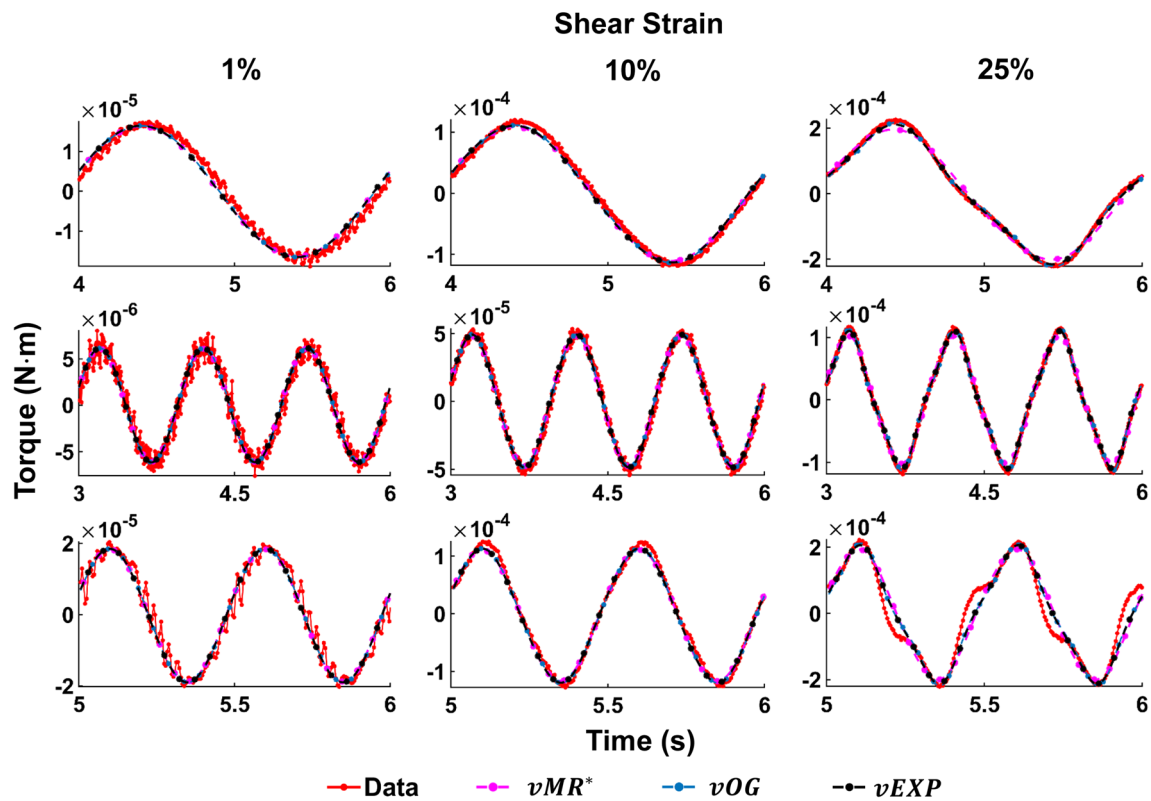 Shear Strain
1% 10% 25%
×10-5 ×10-4 ×10-4
1 0 -1 4 5 6
1 0 -1 4 5 6
2 0 -2 4 5 6
×10-6 ×10-5 ×10-4
5 0 -5 3 4.5 6
5 0 -5 3 4.5 6
1 0 -1 3 4.5 6
Torque (N·m)
×10-5 ×10-4 ×10-4
2 0 -2 5 5.5 6
1 0 -1 5 5.5 6
2 0 -2 5 5.5 6
Time (s)
Data vMR* vOG vEXP